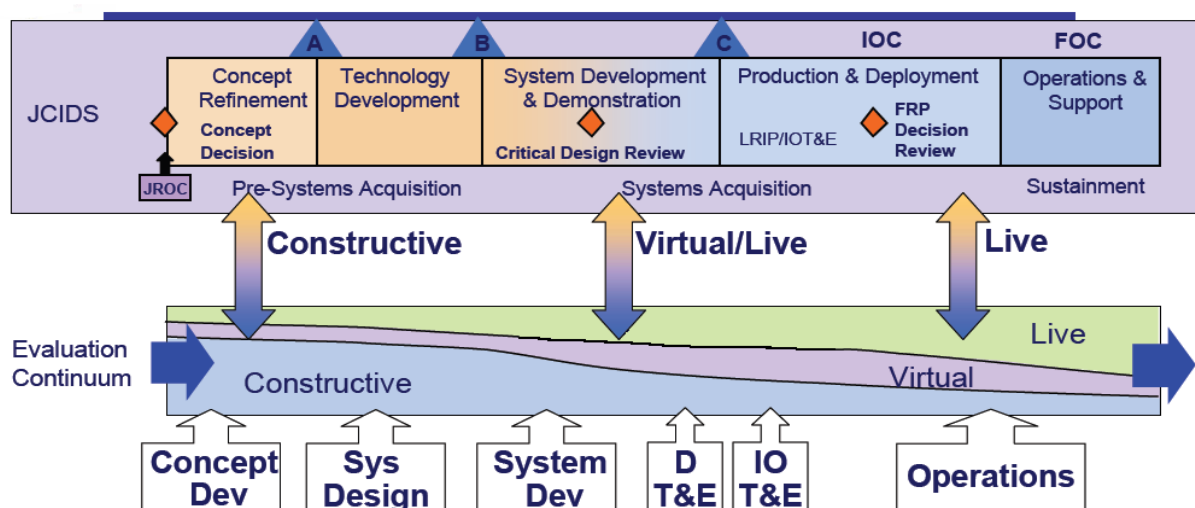 A
B
C
IOC
FOC
JCIDS
Concept
Refinement
Concept
Decision
Technology
Development
System Development
& Demonstration
Critical Design Review
Production & Deployment
LRIP/IOT&E
FRP
Decision
Review
Operations &
Support
JROC
Pre-Systems Acquisition
Systems Acquisition
Sustainment
Constructive
Virtual/Live
Live
Evaluation
Continuum
Constructive
Virtual
Live
Concept
Dev
Sys
Design
System
Dev
D
T&E
IO
T&E
Operations